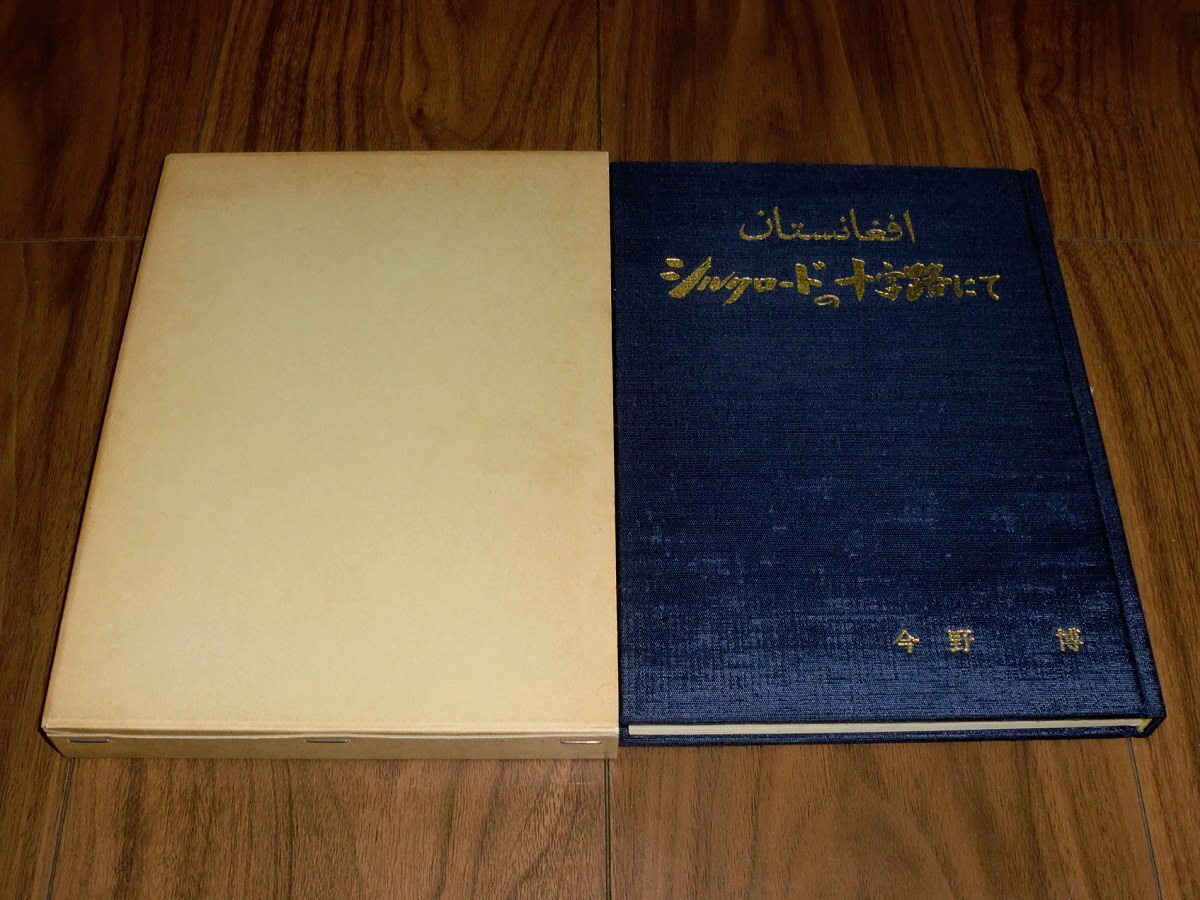 افغانستان
シルクロードの十字路にて
今野 博